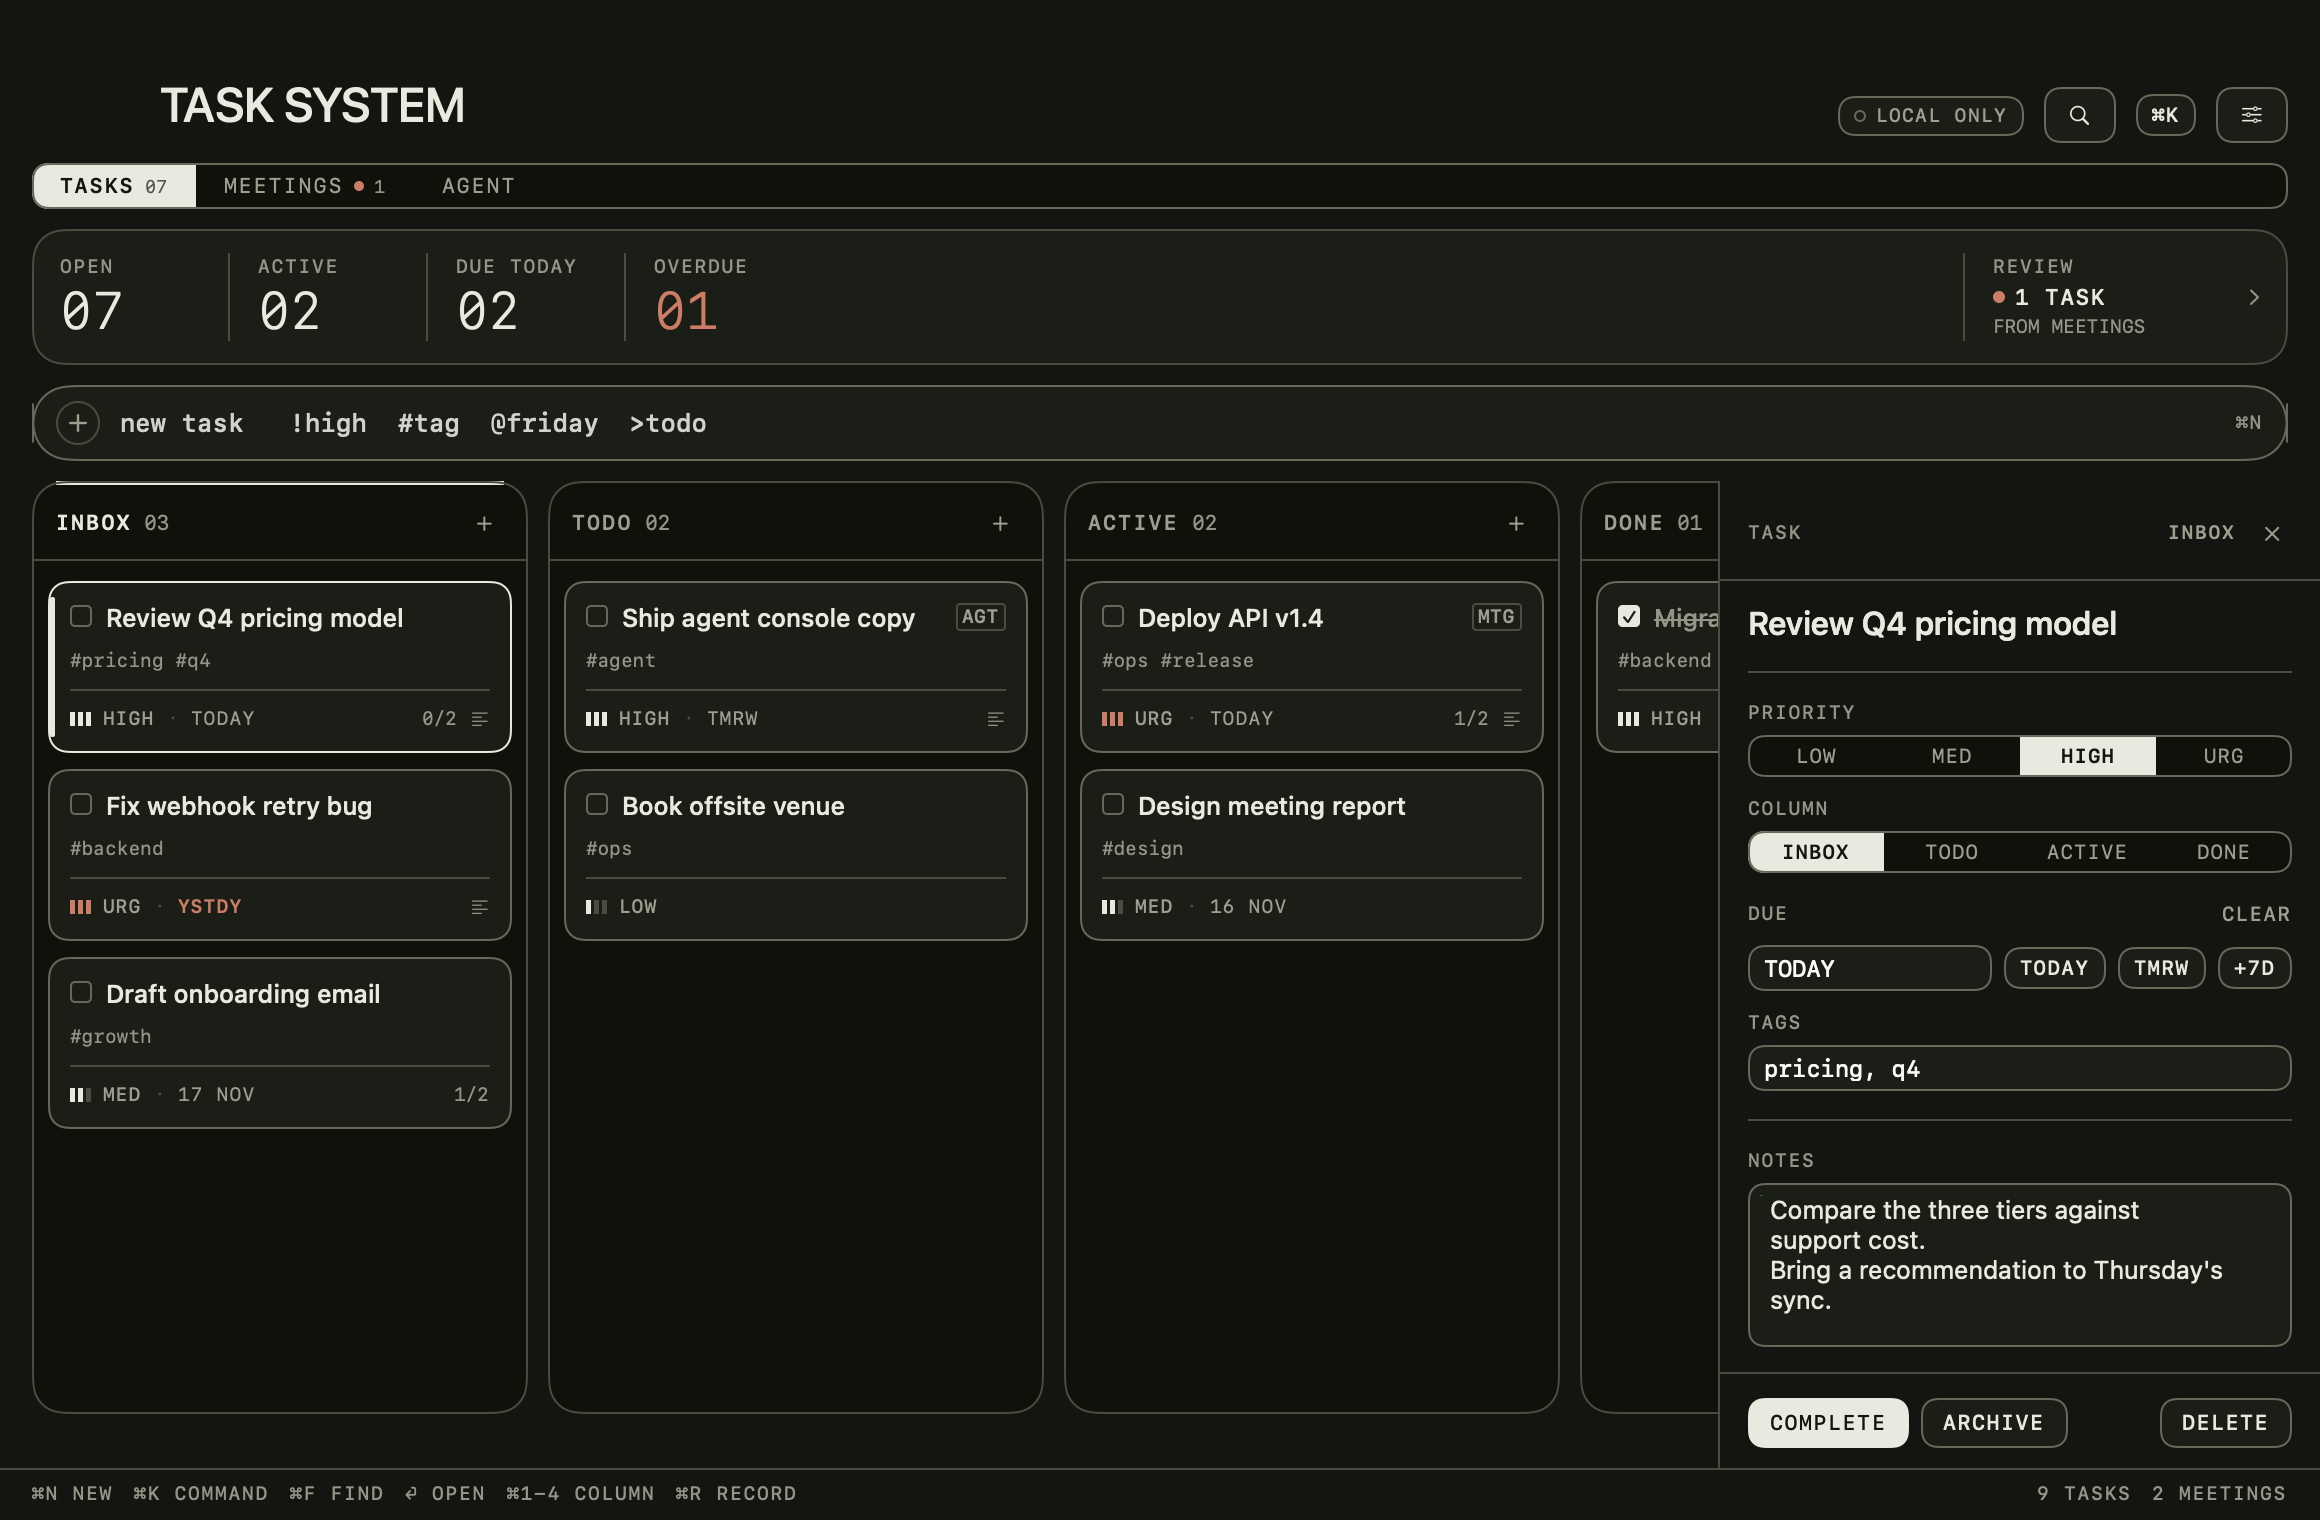 TASK SYSTEM
LOCAL ONLY
⌘K
TASKS 07
MEETINGS 1
AGENT
OPEN
07
ACTIVE
02
DUE TODAY
02
OVERDUE
01
REVIEW
1 TASK
FROM MEETINGS
new task !high #tag @friday >todo
⌘N
INBOX 03
Review Q4 pricing model
#pricing #q4
HIGH · TODAY 0/2
Fix webhook retry bug
#backend
URG · YSTDY
Draft onboarding email
#growth
MED · 17 NOV 1/2
TODO 02
Ship agent console copy AGT
#agent
HIGH · TMRW
Book offsite venue
#ops
LOW
ACTIVE 02
Deploy API v1.4 MTG
#ops #release
URG · TODAY 1/2
Design meeting report
#design
MED · 16 NOV
DONE 01
Migra
#backend
HIGH
TASK INBOX
Review Q4 pricing model
PRIORITY
LOW MED HIGH URG
COLUMN
INBOX TODO ACTIVE DONE
DUE CLEAR
TODAY TODAY TMRW +7D
TAGS
pricing, q4
NOTES
Compare the three tiers against
support cost.
Bring a recommendation to Thursday's
sync.
COMPLETE ARCHIVE DELETE
⌘N NEW ⌘K COMMAND ⌘F FIND ⏎ OPEN ⌘1–4 COLUMN ⌘R RECORD
9 TASKS 2 MEETINGS